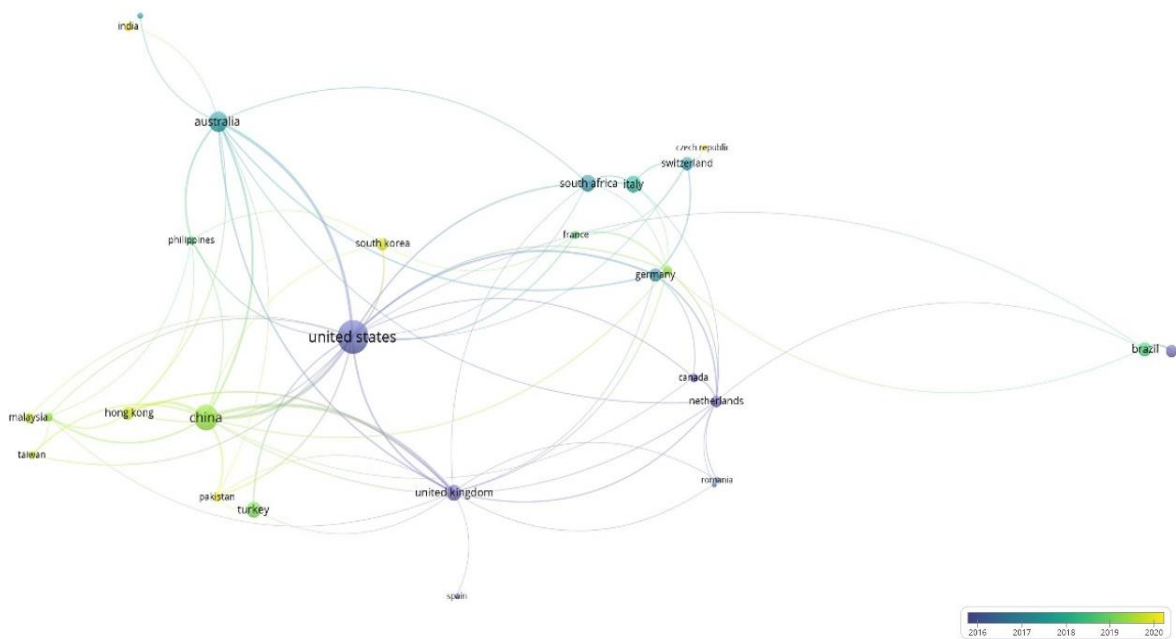 india
australia
czech republic
switzerland
south africa
italy
france
philippines
south korea
germany
united states
brazil
canada
netherlands
hong kong
malaysia
china
taiwan
romania
united kingdom
pakistan
turkey
spain
2016 2017 2018 2019 2020